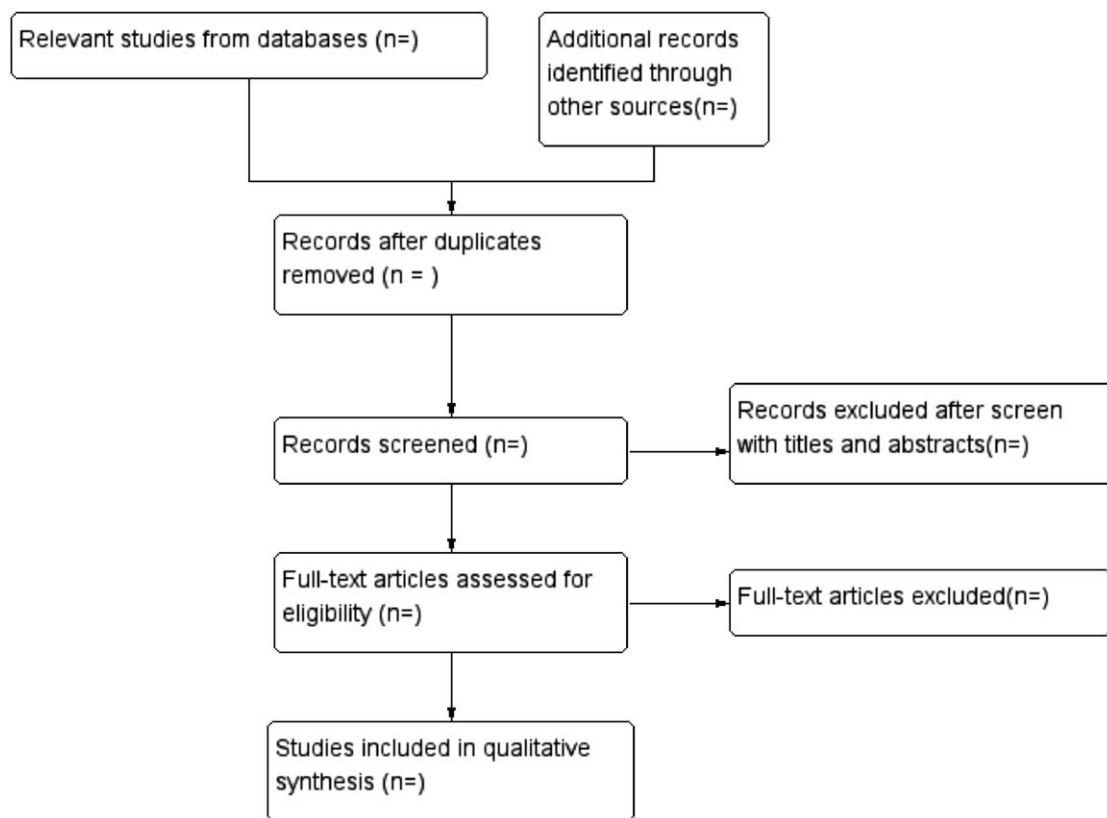 Relevant studies from databases (n=)
Additional records
identified through
other sources(n=)
Records after duplicates
removed (n = )
Records screened (n=)
Records excluded after screen
with titles and abstracts(n=)
Full-text articles assessed for
eligibility (n=)
Full-text articles excluded(n=)
Studies included in qualitative
synthesis (n=)